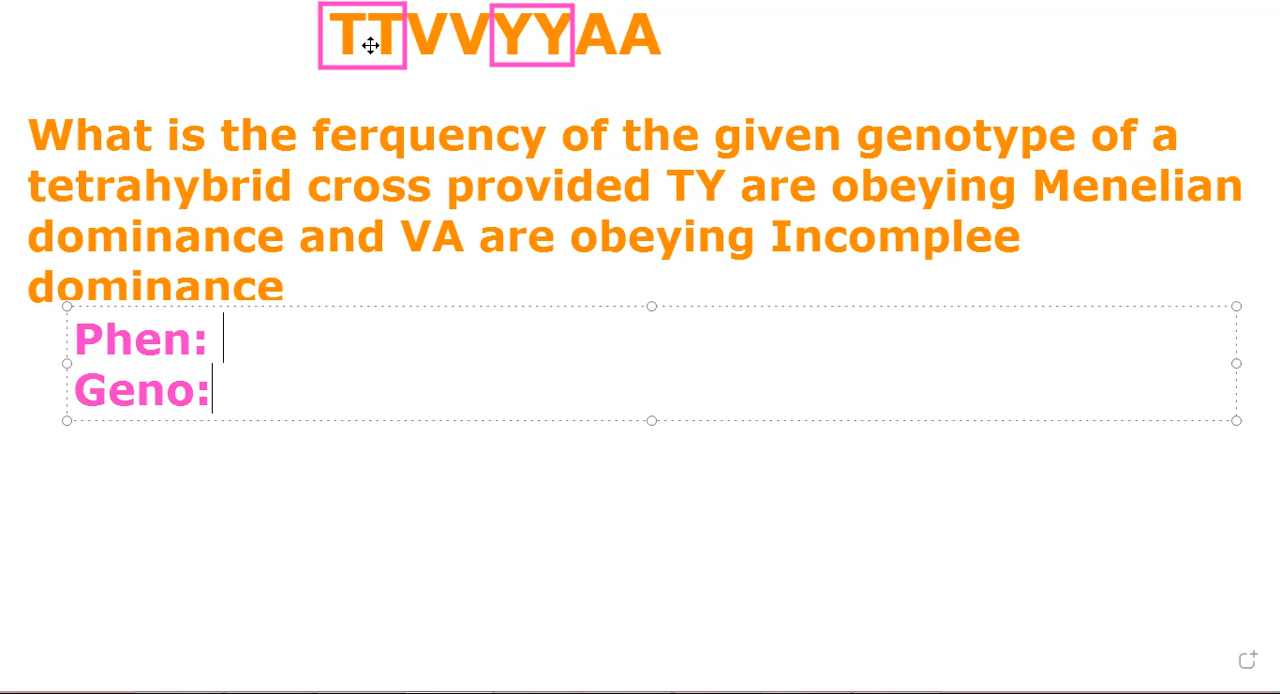 TTVVYYAA
What is the ferquency of the given genotype of a
tetrahybrid cross provided TY are obeying Menelian
dominance and VA are obeying Incomplee
dominance
Phen:
Geno: